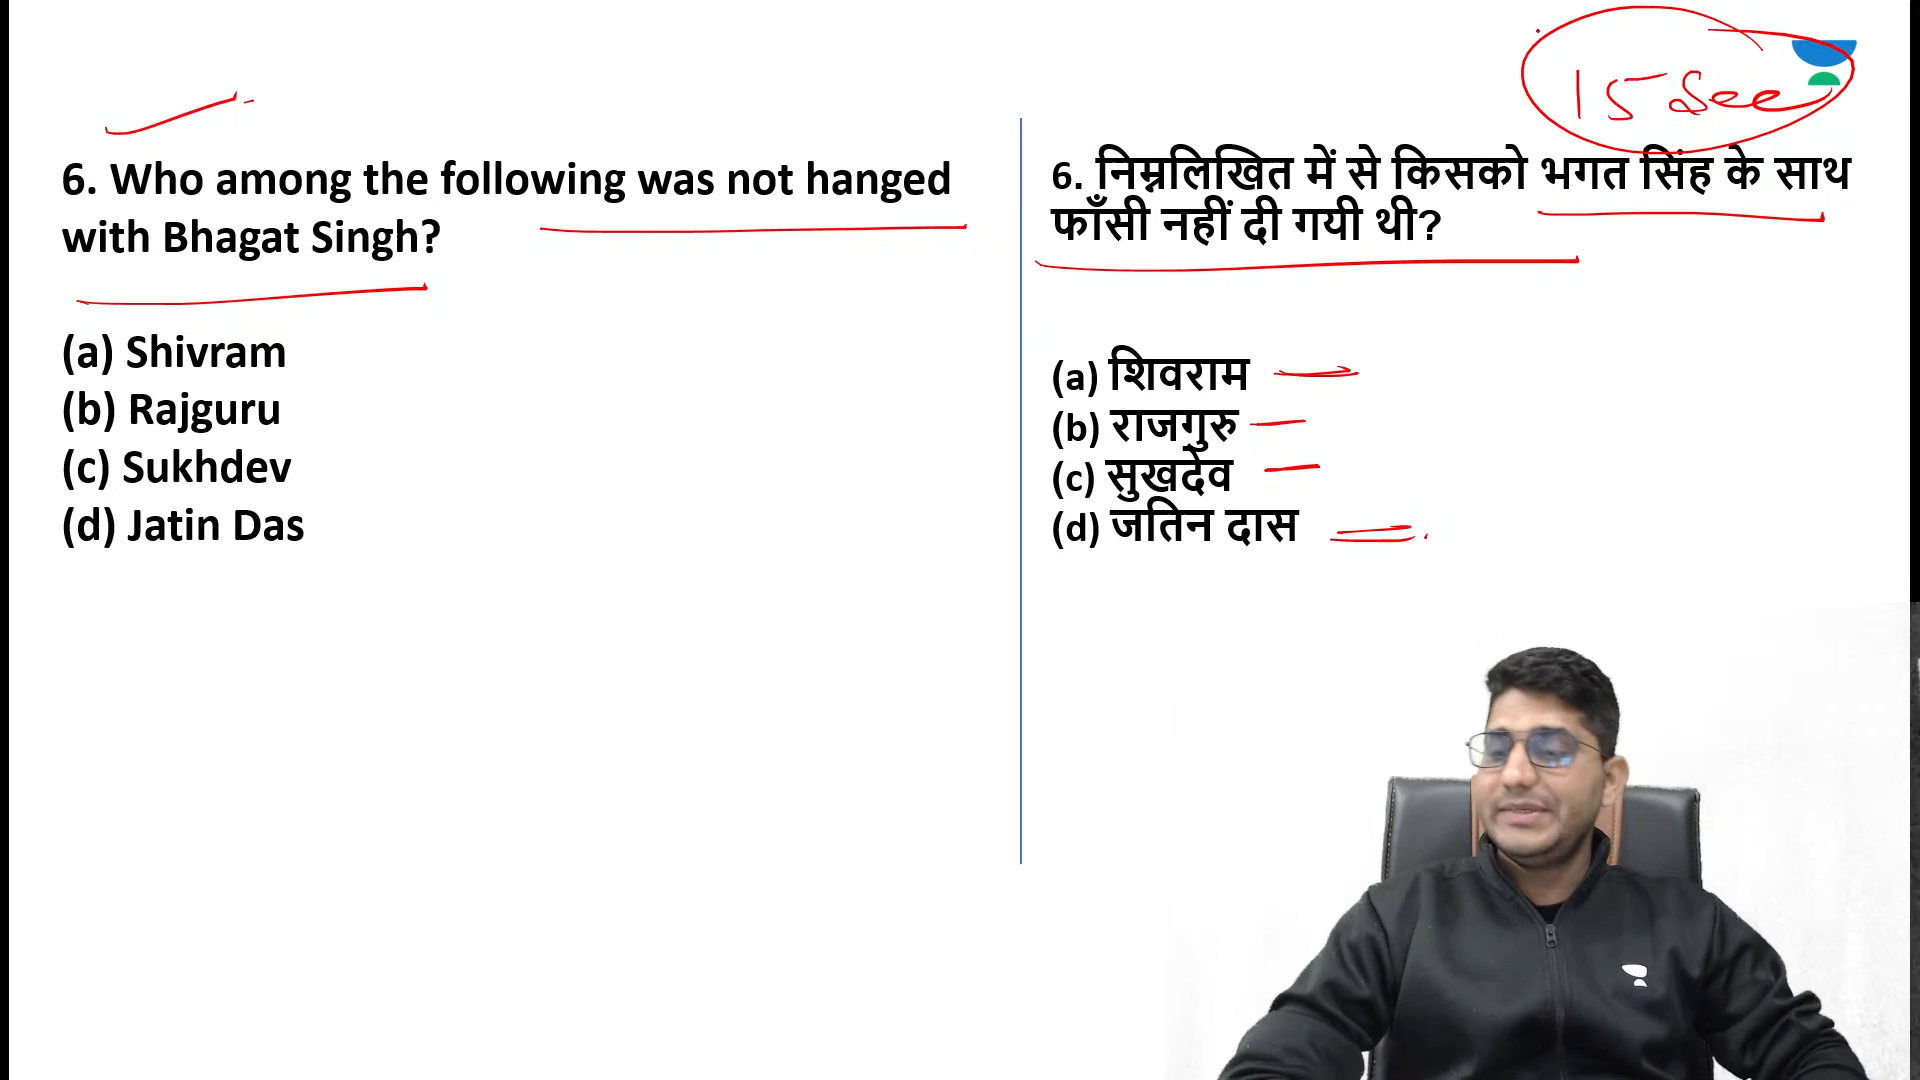 15 See
6. Who among the following was not hanged
with Bhagat Singh?
(a) Shivram
(b) Rajguru
(c) Sukhdev
(d) Jatin Das
6. निम्नलिखित में से किसको भगत सिंह के साथ
फाँसी नहीं दी गयी थी?
(a) शिवराम
(b) राजगुरु
(c) सुखदेव
(d) जतिन दास